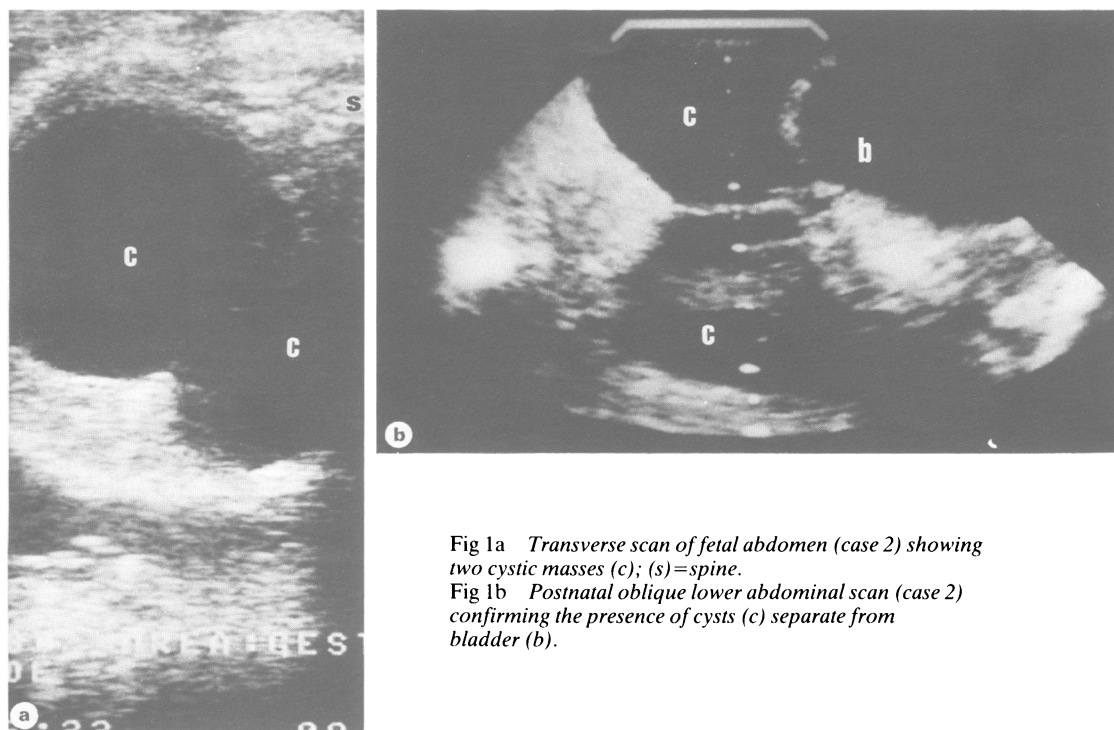 s
c
c
a
c
b
c
b
Fig 1a Transverse scan of fetal abdomen (case 2) showing
two cystic masses (c); (s)=spine.
Fig 1b Postnatal oblique lower abdominal scan (case 2)
confirming the presence of cysts (c) separate from
bladder (b).